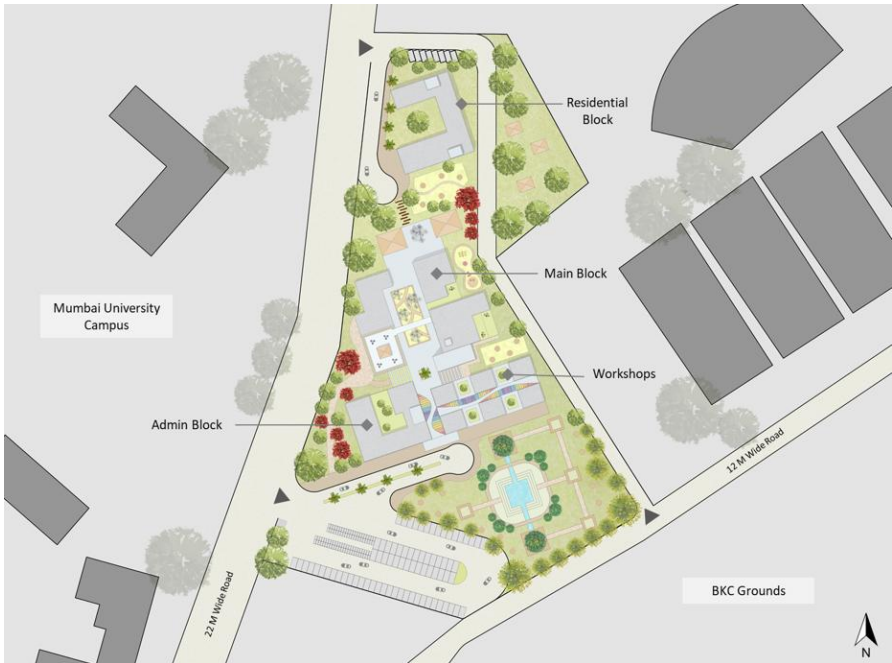 Residential
Block
Main Block
Mumbai University
Campus
Workshops
Admin Block
12 M Wide Road
BKC Grounds
22 M Wide Road
N